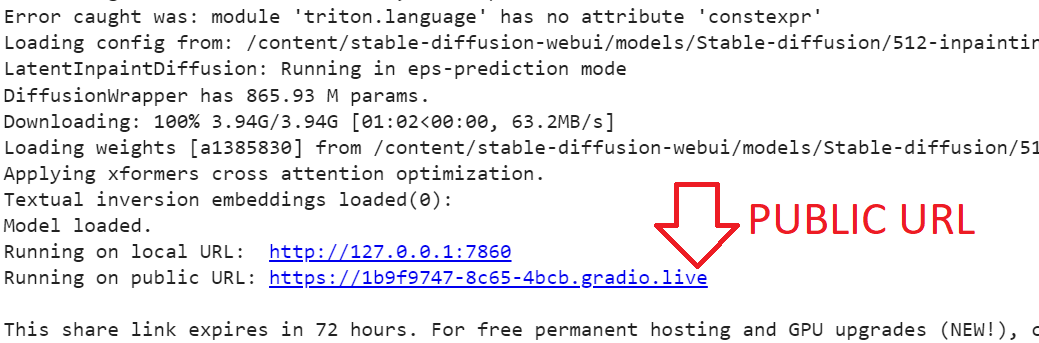 Error caught was: module 'triton.language' has no attribute 'constexpr'
Loading config from: /content/stable-diffusion-webui/models/Stable-diffusion/512-inpaintin
LatentInpaintDiffusion: Running in eps-prediction mode
DiffusionWrapper has 865.93 M params.
Downloading: 100% 3.94G/3.94G [01:02<00:00, 63.2MB/s]
Loading weights [a1385830] from /content/stable-diffusion-webui/models/Stable-diffusion/51
Applying xformers cross attention optimization.
Textual inversion embeddings loaded(0):
Model loaded.
PUBLIC URL
Running on local URL: http://127.0.0.1:7860
Running on public URL: https://1b9f9747-8c65-4bcb.gradio.live
This share link expires in 72 hours. For free permanent hosting and GPU upgrades (NEW!), c